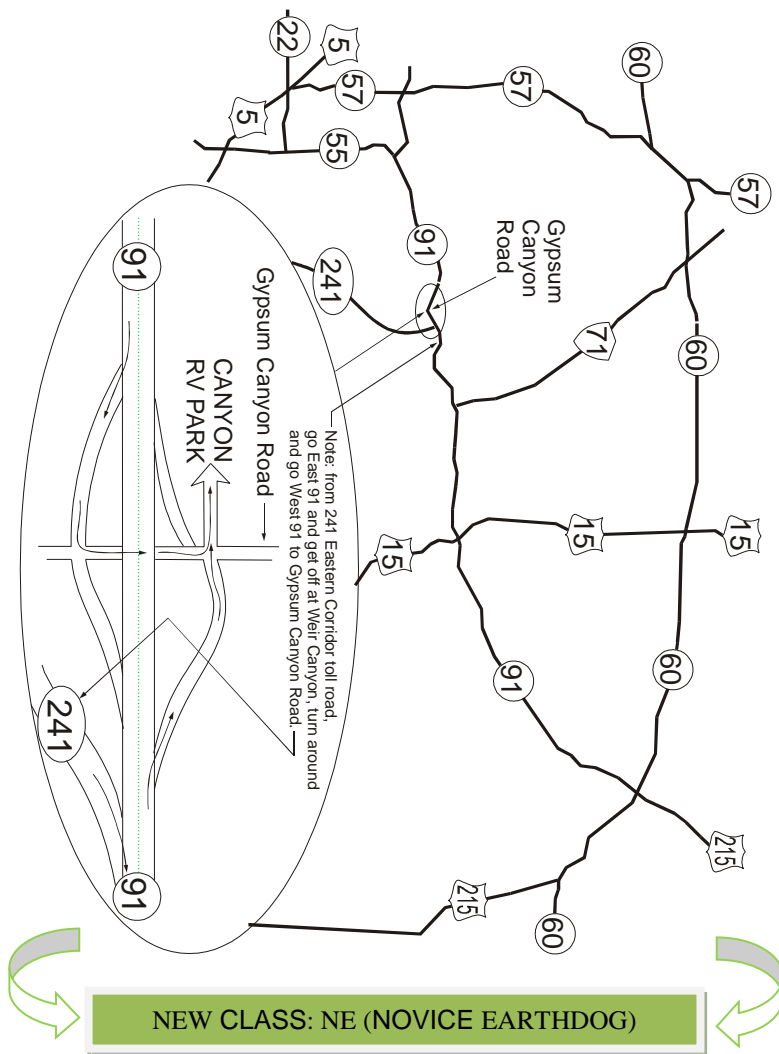 22
5
57
57
60
57
5
55
91
Gypsum
Canyon
Road
241
71
60
15
15
15
91
60
215
215
60
Note: from 241 Eastern Corridor toll road,
go East 91 and get off at Weir Canyon, turn around
and go West 91 to Gypsum Canyon Road.
91
Gypsum Canyon Road
CANYON
RV PARK
241
91
NEW CLASS: NE (NOVICE EARTHDOG)